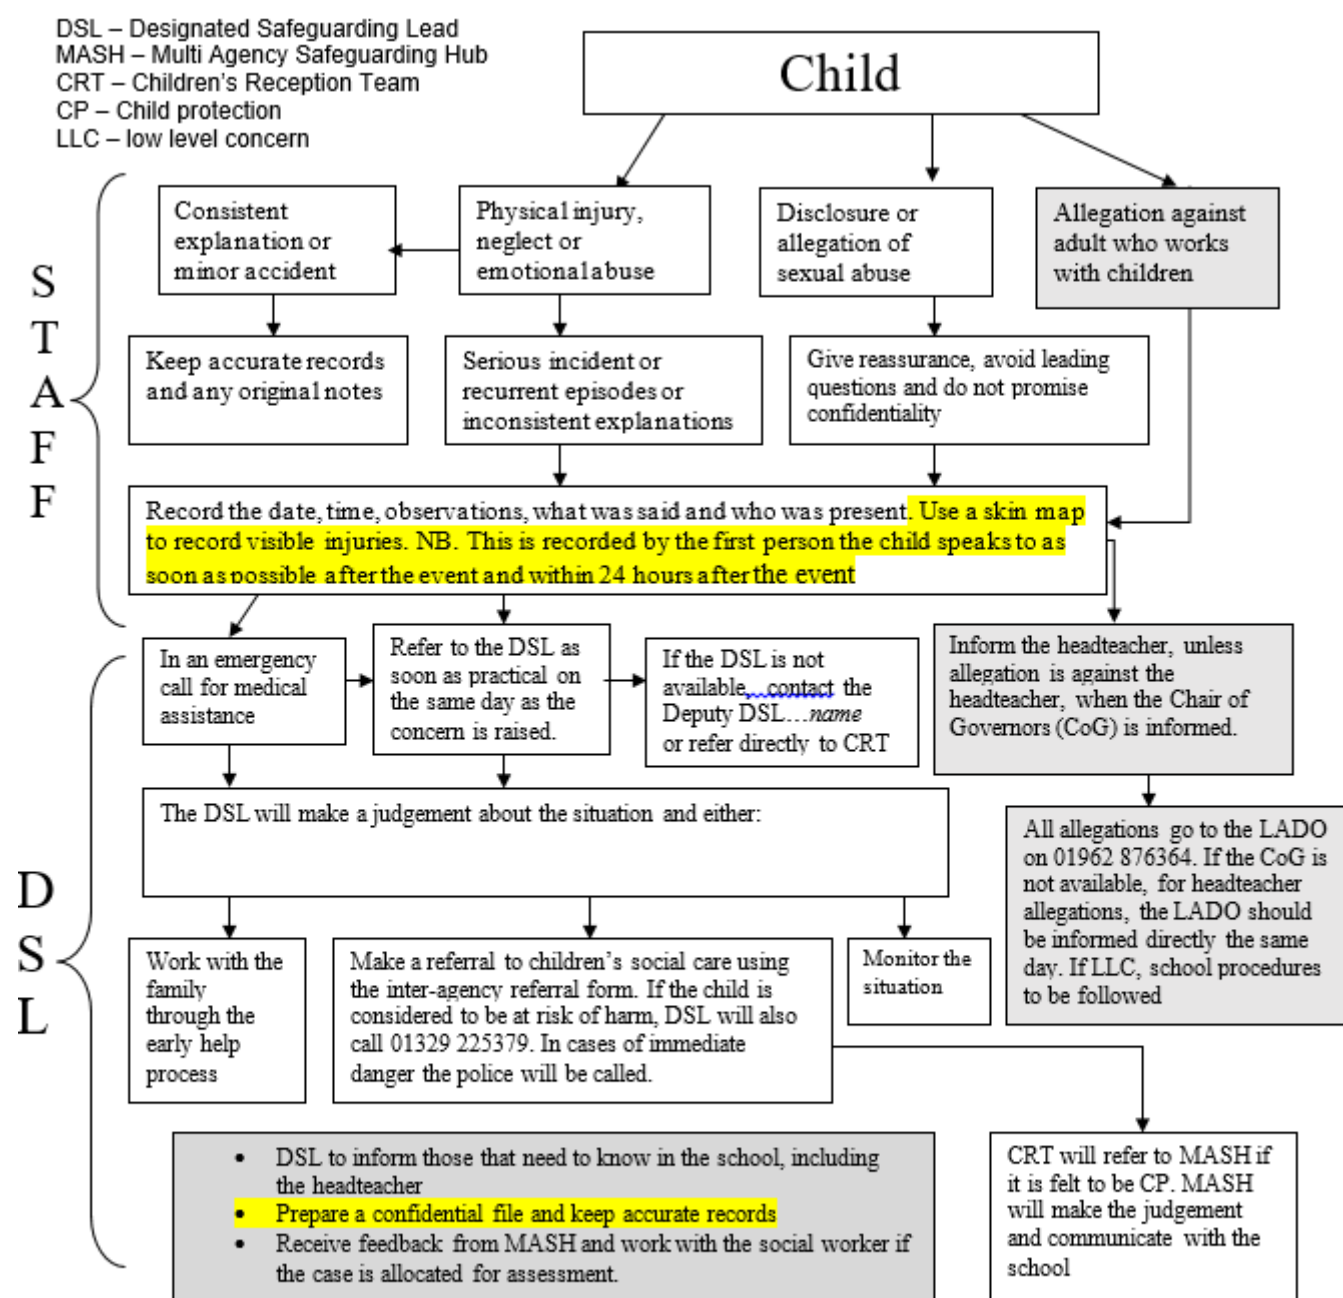 DSL – Designated Safeguarding Lead
MASH – Multi Agency Safeguarding Hub
CRT – Children's Reception Team
CP – Child protection
LLC – low level concern
Child
STAFF
Consistent
explanation or
minor accident
Physical injury,
neglect or
emotional abuse
Disclosure or
allegation of
sexual abuse
Allegation against
adult who works
with children
Keep accurate records
and any original notes
Serious incident or
recurrent episodes or
inconsistent explanations
Give reassurance, avoid leading
questions and do not promise
confidentiality
Record the date, time, observations, what was said and who was present. Use a skin map
to record visible injuries. NB. This is recorded by the first person the child speaks to as
soon as possible after the event and within 24 hours after the event
DSL
In an emergency
call for medical
assistance
Refer to the DSL as
soon as practical on
the same day as the
concern is raised.
If the DSL is not
available, contact the
Deputy DSL…name
or refer directly to CRT
Inform the headteacher, unless
allegation is against the
headteacher, when the Chair of
Governors (CoG) is informed.
The DSL will make a judgement about the situation and either:
All allegations go to the LADO
on 01962 876364. If the CoG is
not available, for headteacher
allegations, the LADO should
be informed directly the same
day. If LLC, school procedures
to be followed
Work with the
family
through the
early help
process
Make a referral to children's social care using
the inter-agency referral form. If the child is
considered to be at risk of harm, DSL will also
call 01329 225379. In cases of immediate
danger the police will be called.
Monitor the
situation
• DSL to inform those that need to know in the school, including
the headteacher
• Prepare a confidential file and keep accurate records
• Receive feedback from MASH and work with the social worker if
the case is allocated for assessment.
CRT will refer to MASH if
it is felt to be CP. MASH
will make the judgement
and communicate with the
school